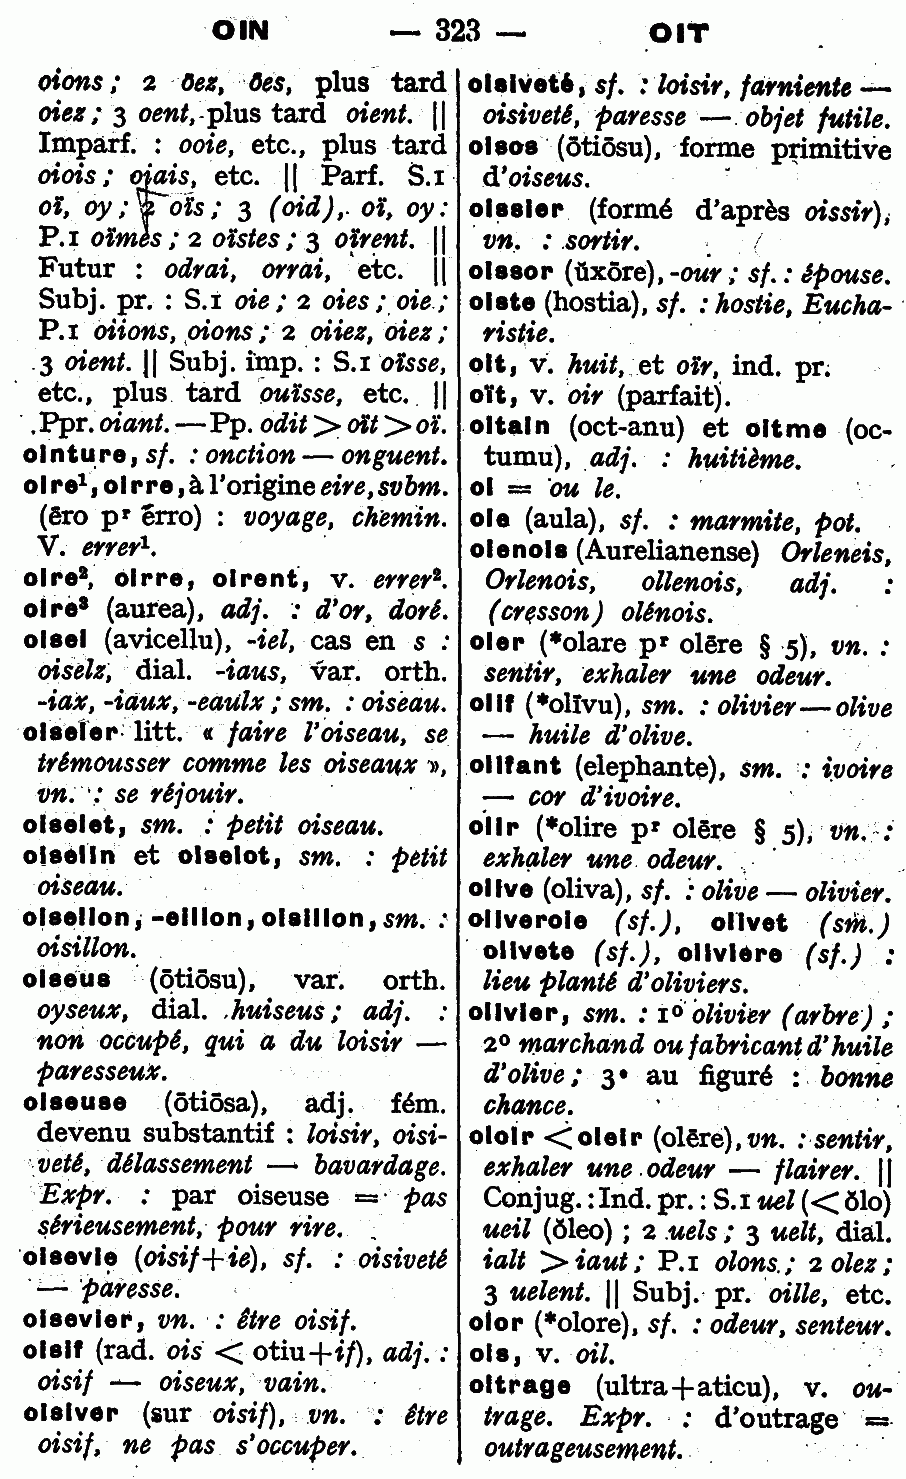 OIN — 323 — OIT
oions ; 2 ōez, ōes, plus tard
oiez ; 3 oent, plus tard oient. ||
Imparf. : ooie, etc., plus tard
oiois ; ojais, etc. || Parf. S.1
oï, oy ; 2 oïs ; 3 (oid), oï, oy :
P.1 oïmes ; 2 oïstes ; 3 oïrent. ||
Futur : odrai, orrai, etc. ||
Subj. pr. : S.1 oie ; 2 oies ; oie ;
P.1 oiions, oions ; 2 oiiez, oiez ;
3 oient. || Subj. imp. : S.1 oïsse,
etc., plus tard ouïsse, etc. ||
Ppr. oiant. — Pp. odit > oït > oï.
ointure, sf. : onction — onguent.
oire¹, oirre, à l'origine eire, svbm.
(ēro pʳ érro) : voyage, chemin.
V. errer¹.
oire², oirre, oirent, v. errer².
oire³ (aurea), adj. : d'or, doré.
oisel (avicellu), -iel, cas en s :
oiselz, dial. -iaus, var. orth.
-iax, -iaux, -eaulx ; sm. : oiseau.
oiseler litt. « faire l'oiseau, se
trémousser comme les oiseaux »,
vn. : se réjouir.
oiselet, sm. : petit oiseau.
oiselin et oiselot, sm. : petit
oiseau.
oisellon, -eillon, oisillon, sm. :
oisillon.
oiseus (ōtiōsu), var. orth.
oyseux, dial. huiseus ; adj. :
non occupé, qui a du loisir —
paresseux.
oiseuse (ōtiōsa), adj. fém.
devenu substantif : loisir, oisi-
veté, délassement — bavardage.
Expr. : par oiseuse = pas
sérieusement, pour rire.
oisevie (oisif+ie), sf. : oisiveté
— paresse.
oisevier, vn. : être oisif.
oisif (rad. ois < otiu+if), adj. :
oisif — oiseux, vain.
oisiver (sur oisif), vn. : être
oisif, ne pas s'occuper.
oisiveté, sf. : loisir, farniente —
oisiveté, paresse — objet futile.
oisos (ōtiōsu), forme primitive
d'oiseus.
oissier (formé d'après oissir),
vn. : sortir.
oissor (ŭxōre), -our ; sf. : épouse.
oiste (hostia), sf. : hostie, Eucha-
ristie.
oit, v. huit, et oïr, ind. pr.
oït, v. oir (parfait).
oitain (oct-anu) et oitme (oc-
tumu), adj. : huitième.
ol = ou le.
ole (aula), sf. : marmite, pot.
olenois (Aurelianense) Orleneis,
Orlenois, ollenois, adj. :
(cresson) olénois.
oler (*olare pʳ olēre § 5), vn. :
sentir, exhaler une odeur.
olif (*olīvu), sm. : olivier — olive
— huile d'olive.
olifant (elephante), sm. : ivoire
— cor d'ivoire.
olir (*olire pʳ olēre § 5), vn. :
exhaler une odeur.
olive (oliva), sf. : olive — olivier.
oliveroie (sf.), olivet (sm.)
olivete (sf.), oliviere (sf.) :
lieu planté d'oliviers.
olivier, sm. : 1º olivier (arbre) ;
2º marchand ou fabricant d'huile
d'olive ; 3º au figuré : bonne
chance.
oloir < oleir (olēre), vn. : sentir,
exhaler une odeur — flairer. ||
Conjug. : Ind. pr. : S.1 uel (< ŏlo)
ueil (ŏleo) ; 2 uels ; 3 uelt, dial.
ialt > iaut ; P.1 olons ; 2 olez ;
3 uelent. || Subj. pr. oille, etc.
olor (*olore), sf. : odeur, senteur.
ols, v. oil.
oltrage (ultra+aticu), v. ou-
trage. Expr. : d'outrage =
outrageusement.